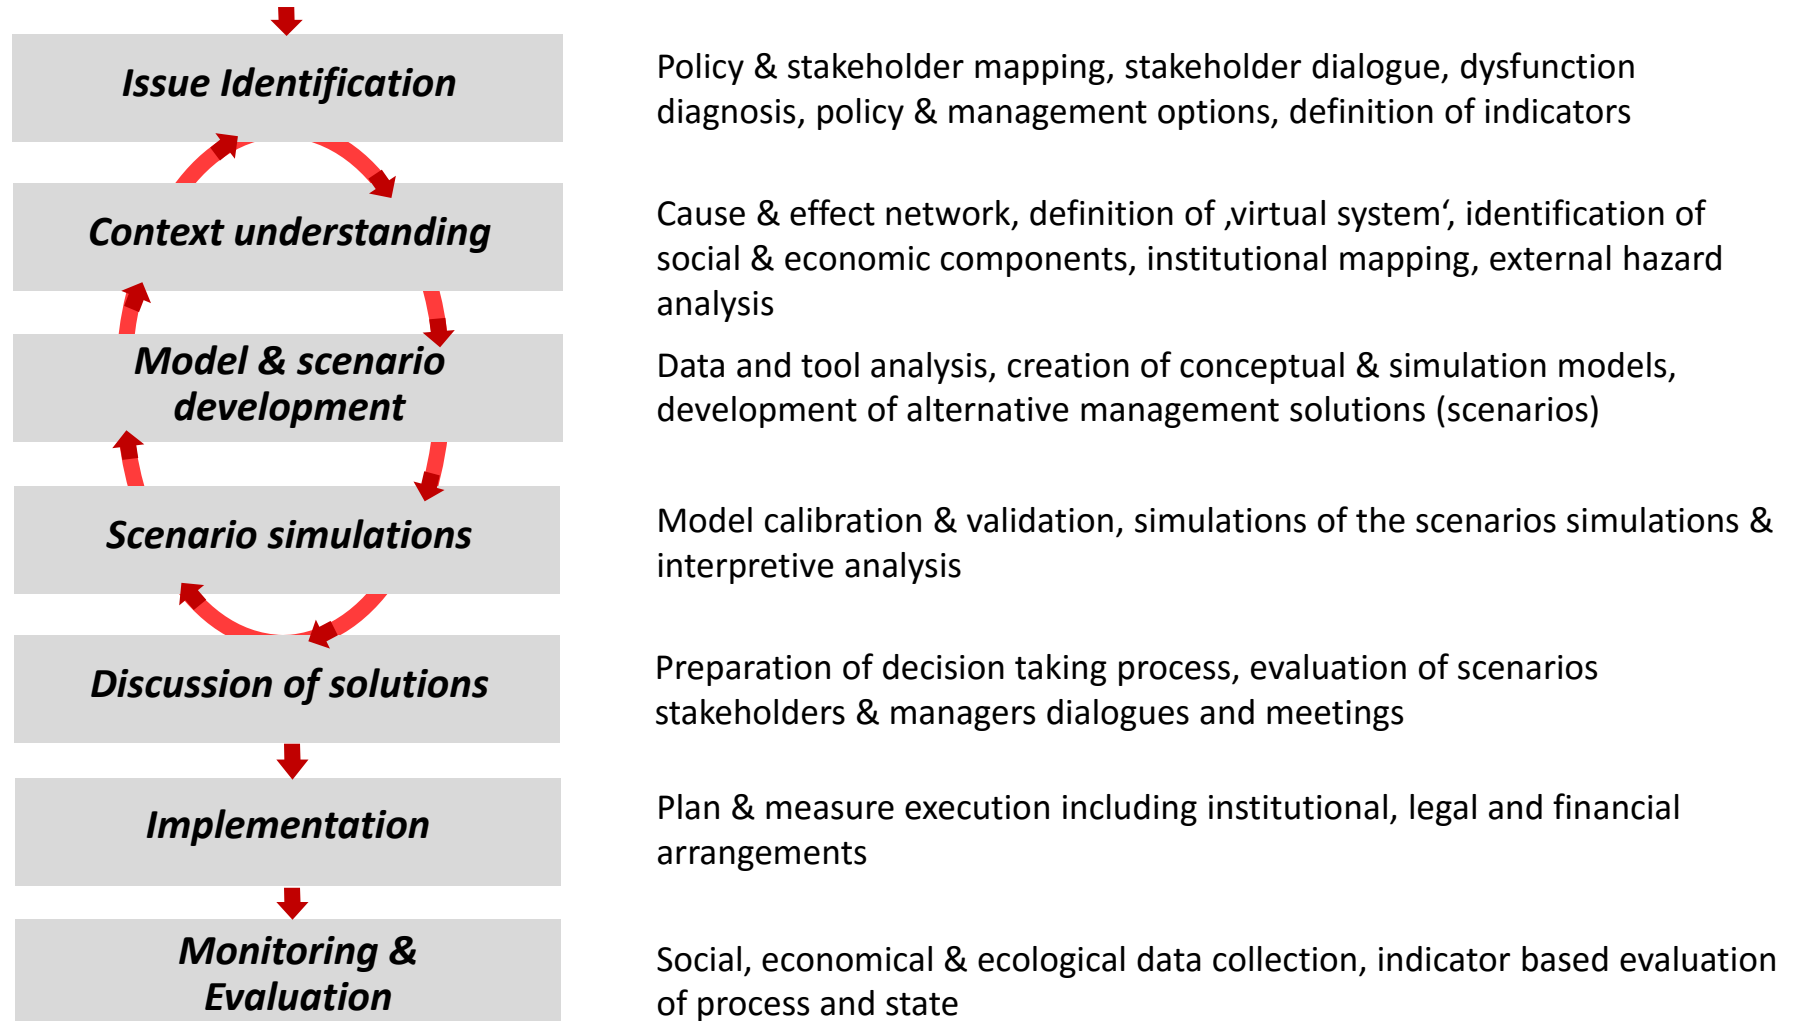 Issue Identification
Policy & stakeholder mapping, stakeholder dialogue, dysfunction
diagnosis, policy & management options, definition of indicators
Context understanding
Cause & effect network, definition of ‚virtual system‘, identification of
social & economic components, institutional mapping, external hazard
analysis
Model & scenario
development
Data and tool analysis, creation of conceptual & simulation models,
development of alternative management solutions (scenarios)
Scenario simulations
Model calibration & validation, simulations of the scenarios simulations &
interpretive analysis
Discussion of solutions
Preparation of decision taking process, evaluation of scenarios
stakeholders & managers dialogues and meetings
Implementation
Plan & measure execution including institutional, legal and financial
arrangements
Monitoring &
Evaluation
Social, economical & ecological data collection, indicator based evaluation
of process and state